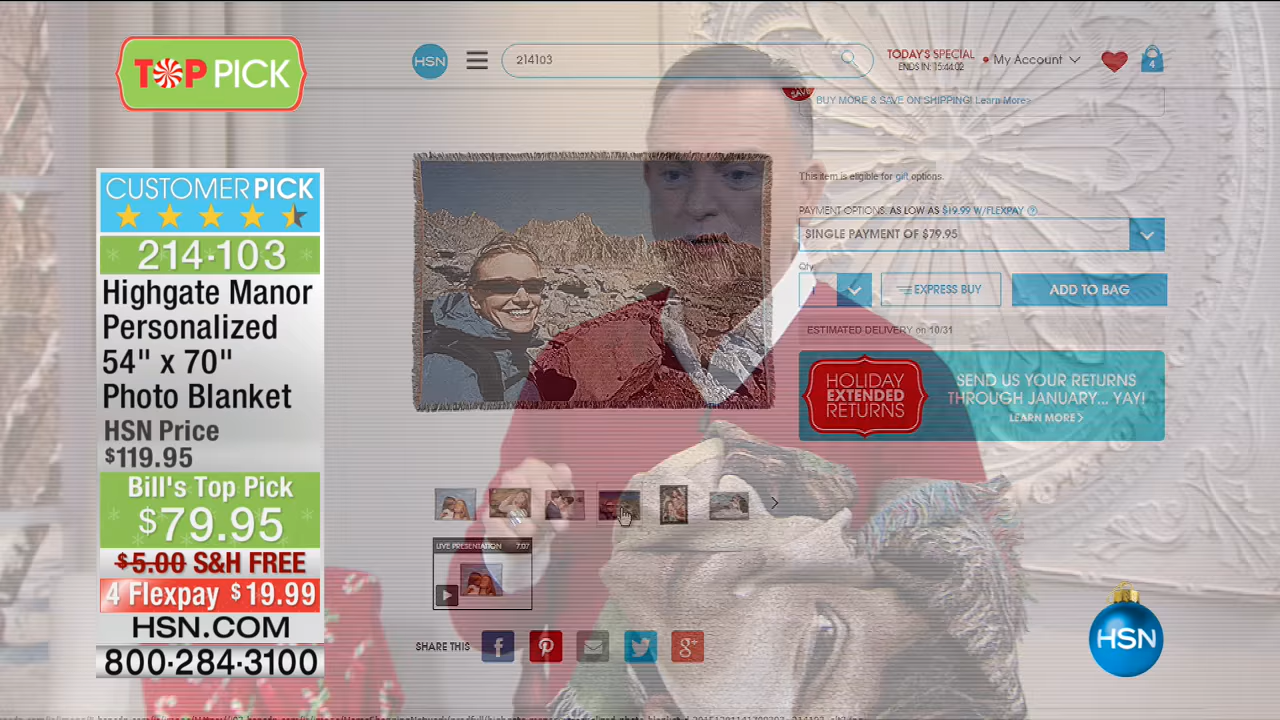 TOP PICK
CUSTOMER PICK
214-103
Highgate Manor
Personalized
54" x 70"
Photo Blanket
HSN Price
$119.95
Bill's Top Pick
$79.95
$5.00 S&H FREE
4 Flexpay $19.99
HSN.COM
800-284-3100
HSN
214103
TODAY'S SPECIAL
ENDS IN: 15:44:02
My Account
4
SAVE
BUY MORE & SAVE ON SHIPPING! Learn More>
This item is eligible for gift options.
PAYMENT OPTIONS: AS LOW AS $19.99 W/FLEXPAY ?
SINGLE PAYMENT OF $79.95
Qty
1
EXPRESS BUY
ADD TO BAG
ESTIMATED DELIVERY on 10/31
HOLIDAY
EXTENDED
RETURNS
SEND US YOUR RETURNS
THROUGH JANUARY... YAY!
LEARN MORE >
LIVE PRESENTATION 7:07
SHARE THIS f g+
HSN